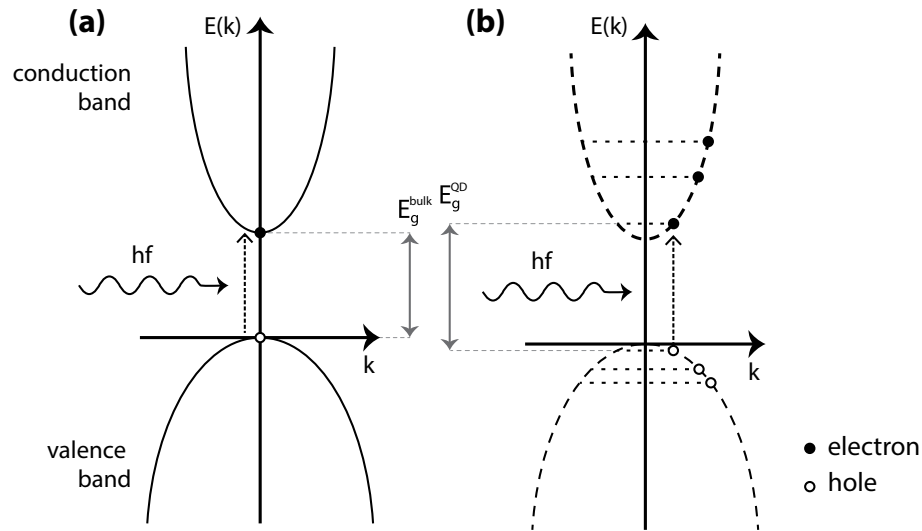 (a)
E(k)
conduction
band
hf
k
valence
band
E_g^bulk
E_g^QD
(b)
E(k)
hf
k
electron
hole